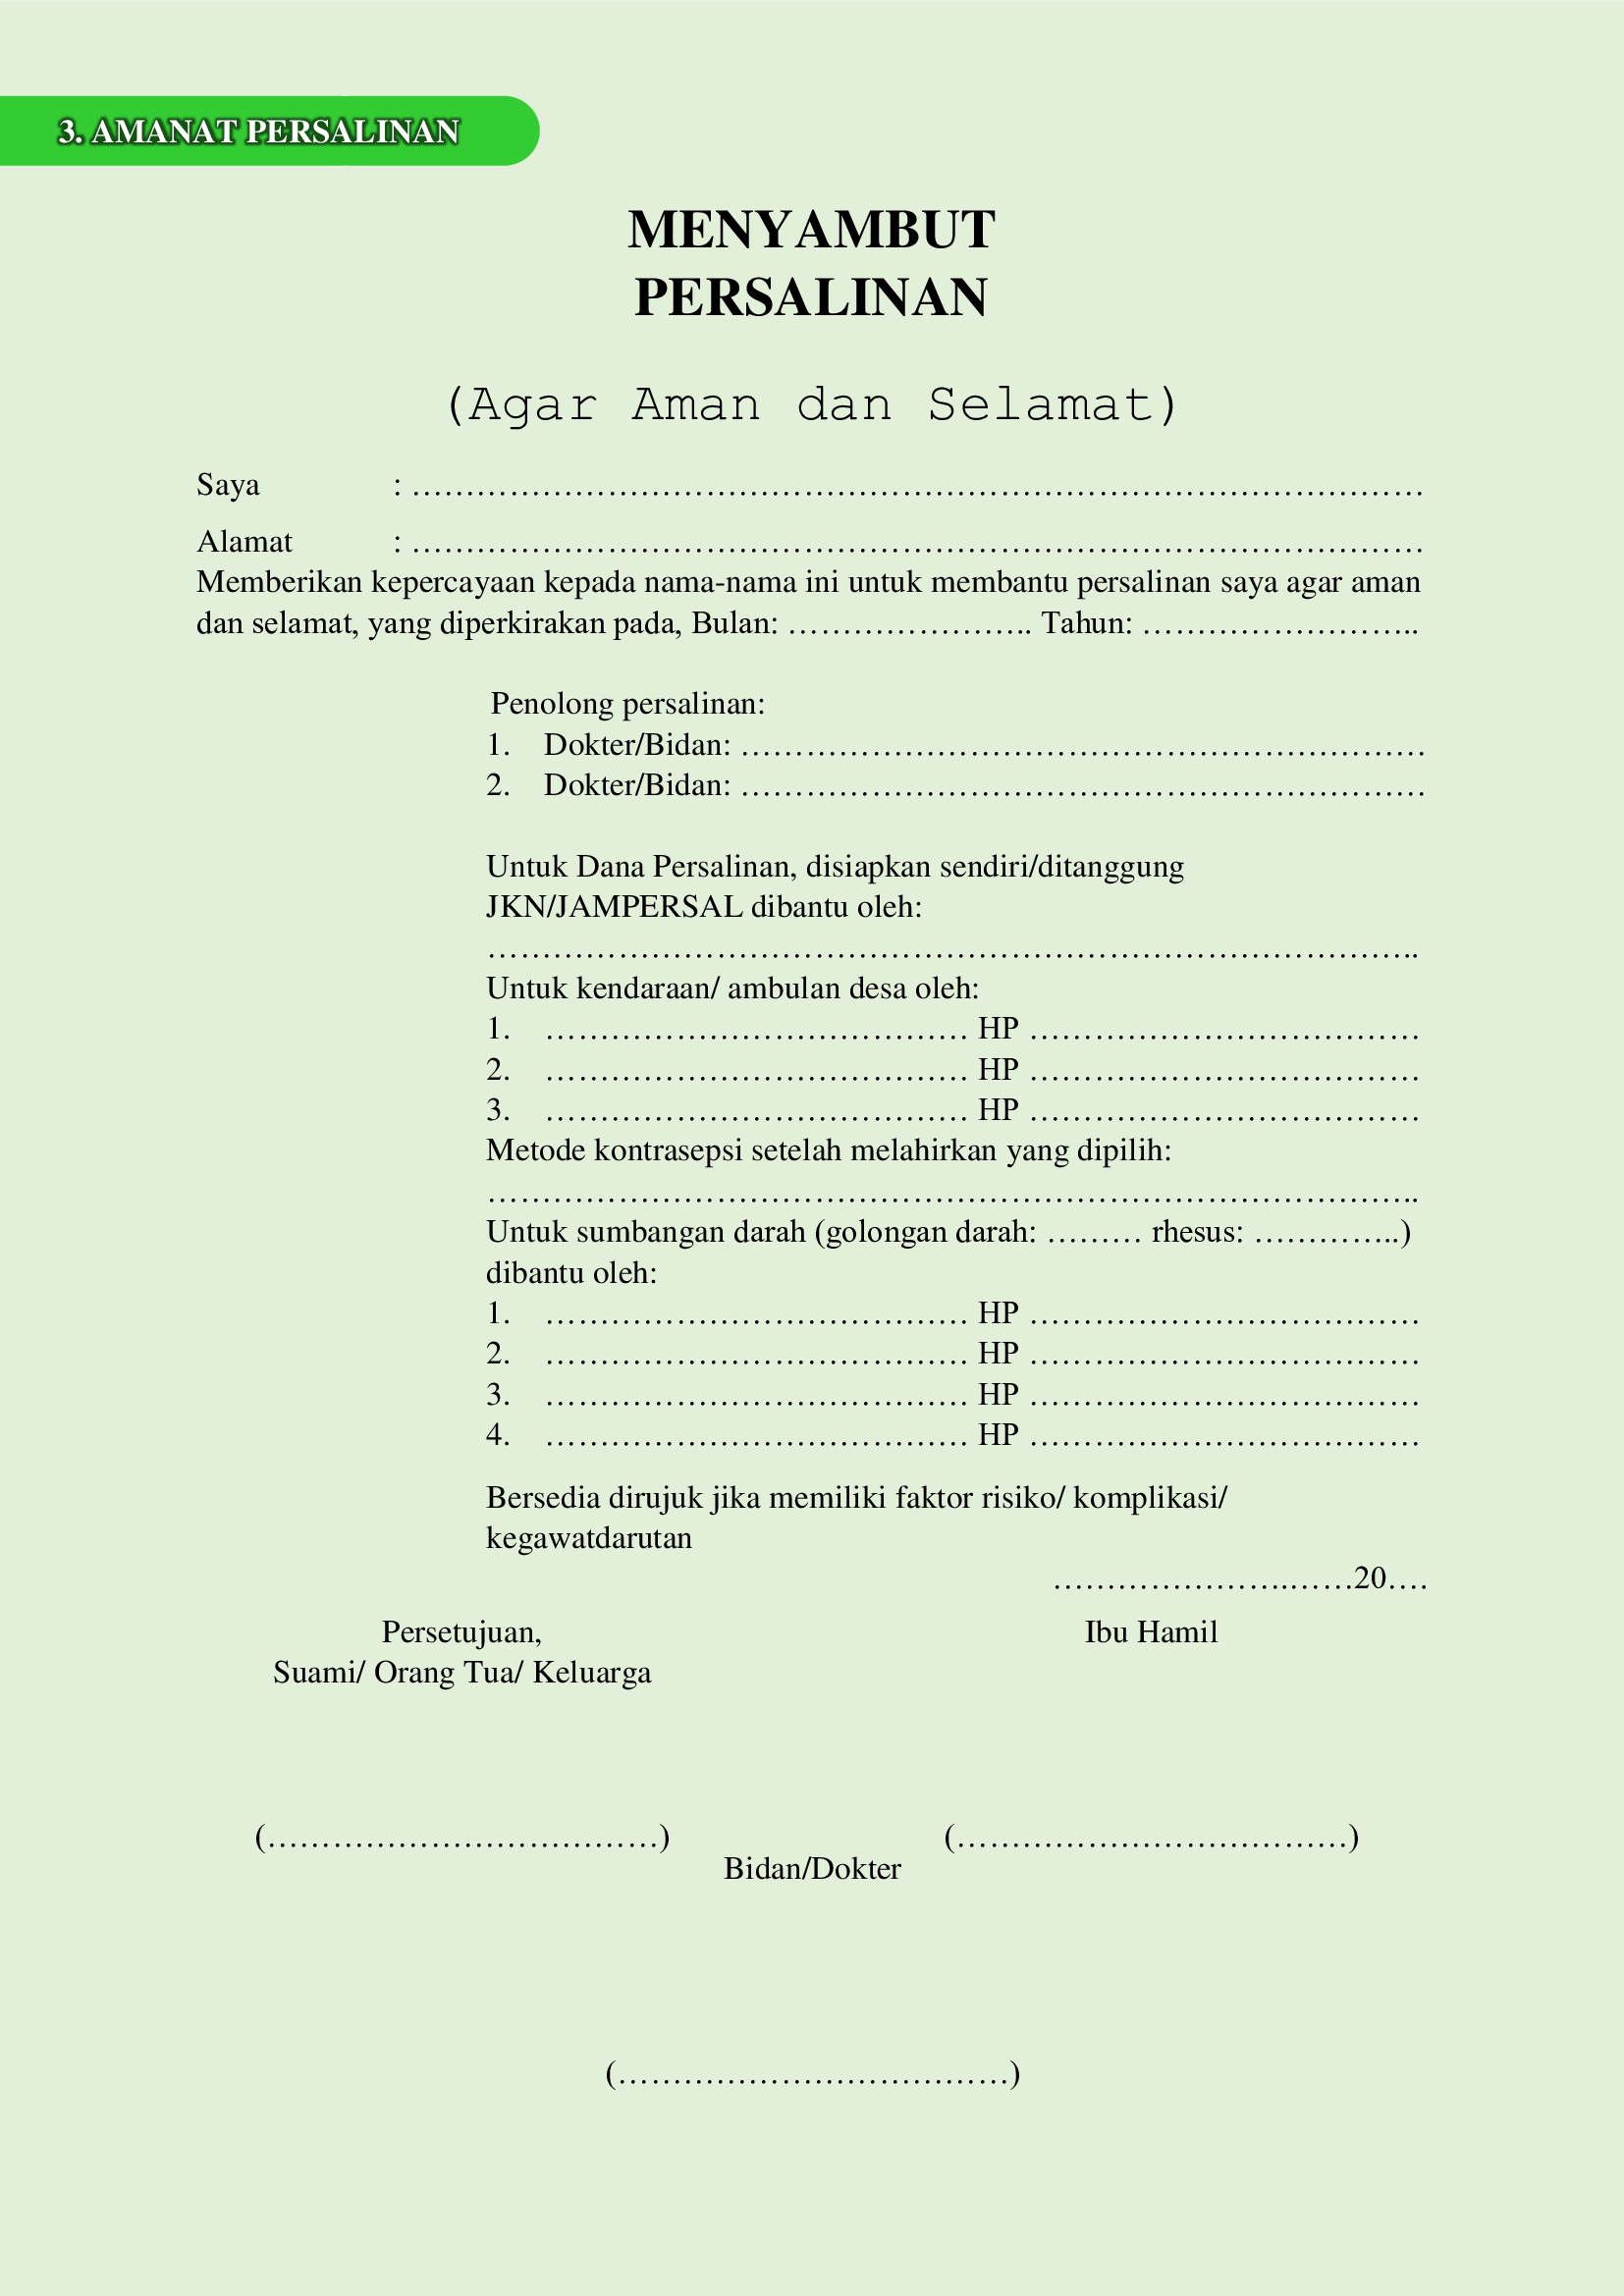 3. AMANAT PERSALINAN
MENYAMBUT
PERSALINAN
(Agar Aman dan Selamat)
Saya : ……………………………………………………………………………………
Alamat : ……………………………………………………………………………………
Memberikan kepercayaan kepada nama-nama ini untuk membantu persalinan saya agar aman
dan selamat, yang diperkirakan pada, Bulan: ………………….. Tahun: ……………………..
Penolong persalinan:
1. Dokter/Bidan: ………………………………………………………
2. Dokter/Bidan: ………………………………………………………
Untuk Dana Persalinan, disiapkan sendiri/ditanggung
JKN/JAMPERSAL dibantu oleh:
…………………………………………………………………………..
Untuk kendaraan/ ambulan desa oleh:
1. ………………………………… HP ………………………………
2. ………………………………… HP ………………………………
3. ………………………………… HP ………………………………
Metode kontrasepsi setelah melahirkan yang dipilih:
…………………………………………………………………………..
Untuk sumbangan darah (golongan darah: ……… rhesus: …………..)
dibantu oleh:
1. ………………………………… HP ………………………………
2. ………………………………… HP ………………………………
3. ………………………………… HP ………………………………
4. ………………………………… HP ………………………………
Bersedia dirujuk jika memiliki faktor risiko/ komplikasi/
kegawatdarutan
………………….……20….
Persetujuan, Ibu Hamil
Suami/ Orang Tua/ Keluarga
(………………………………) (………………………………)
Bidan/Dokter
(………………………………)